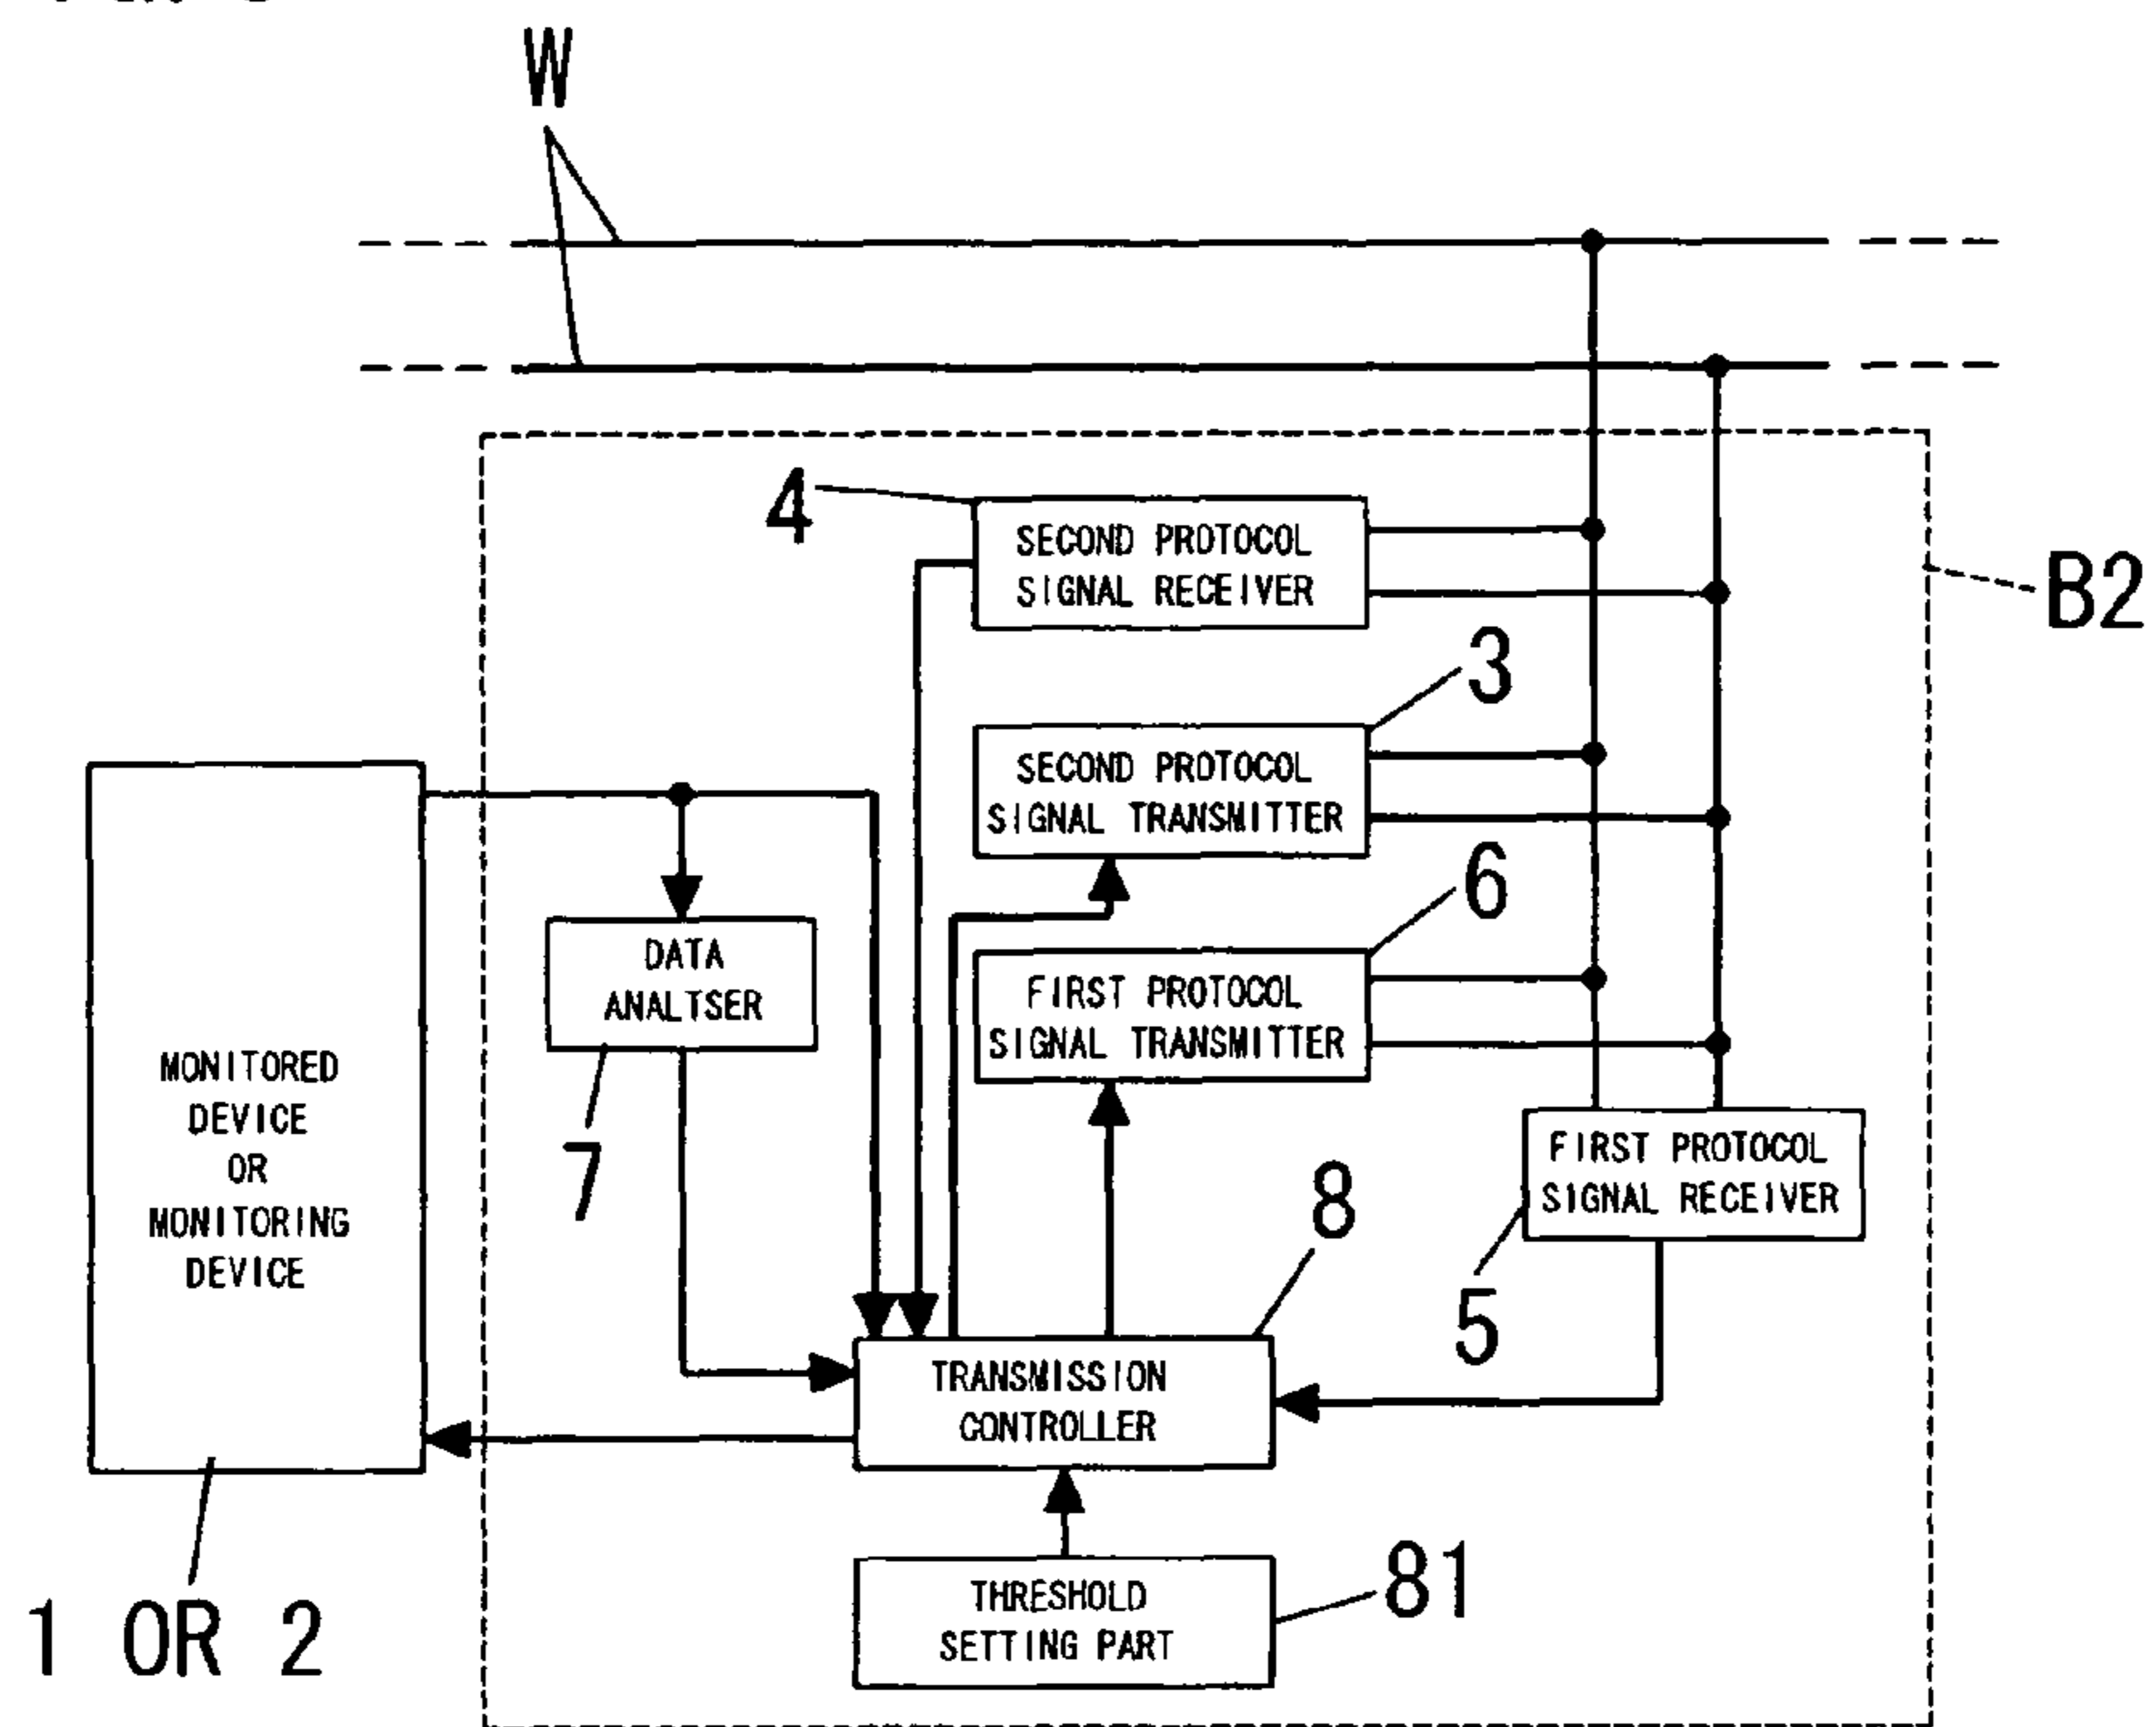 W
4
SECOND PROTOCOL
SIGNAL RECEIVER
B2
3
SECOND PROTOCOL
SIGNAL TRANSMITTER
6
DATA
ANALTSER
FIRST PROTOCOL
SIGNAL TRANSMITTER
MONITORED
DEVICE
OR
MONITORING
DEVICE
7
8
FIRST PROTOCOL
SIGNAL RECEIVER
5
TRANSMISSION
CONTROLLER
THRESHOLD
SETTING PART
81
1 OR 2